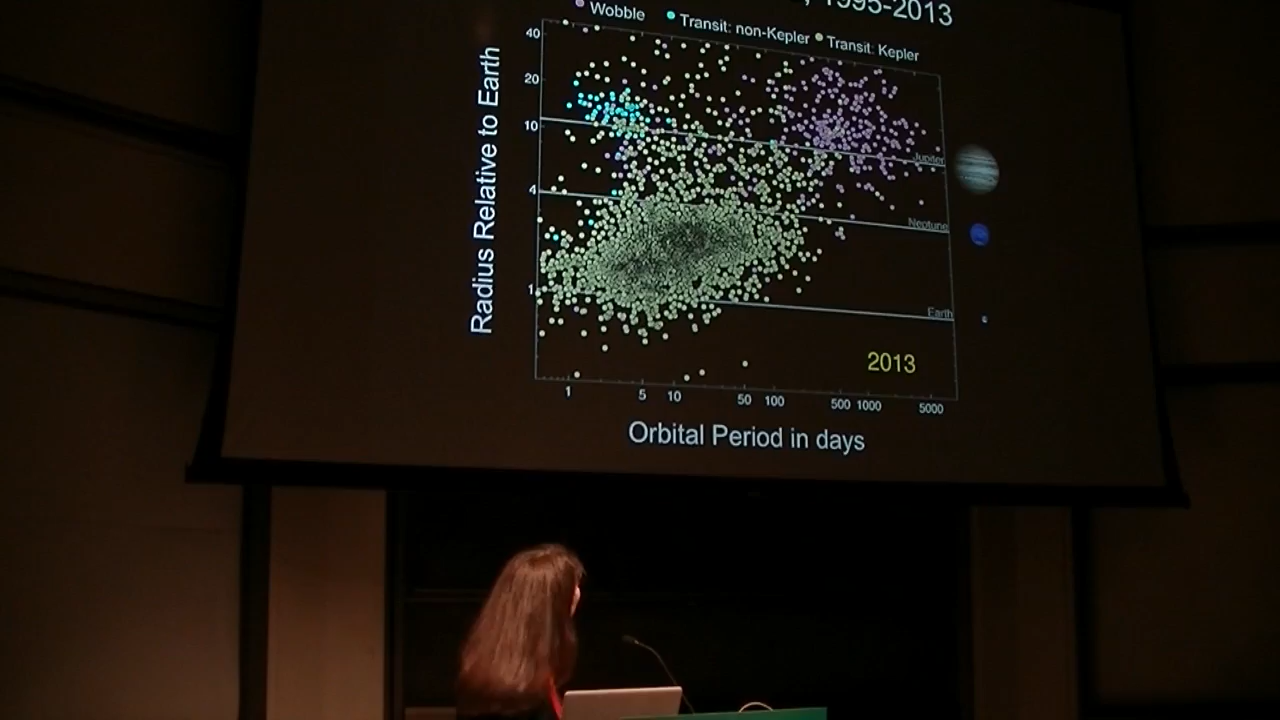 1995-2013
Wobble
Transit: non-Kepler
Transit: Kepler
Radius Relative to Earth
40
20
10
4
1
Jupiter
Neptune
Earth
2013
1
5
10
50
100
500
1000
5000
Orbital Period in days